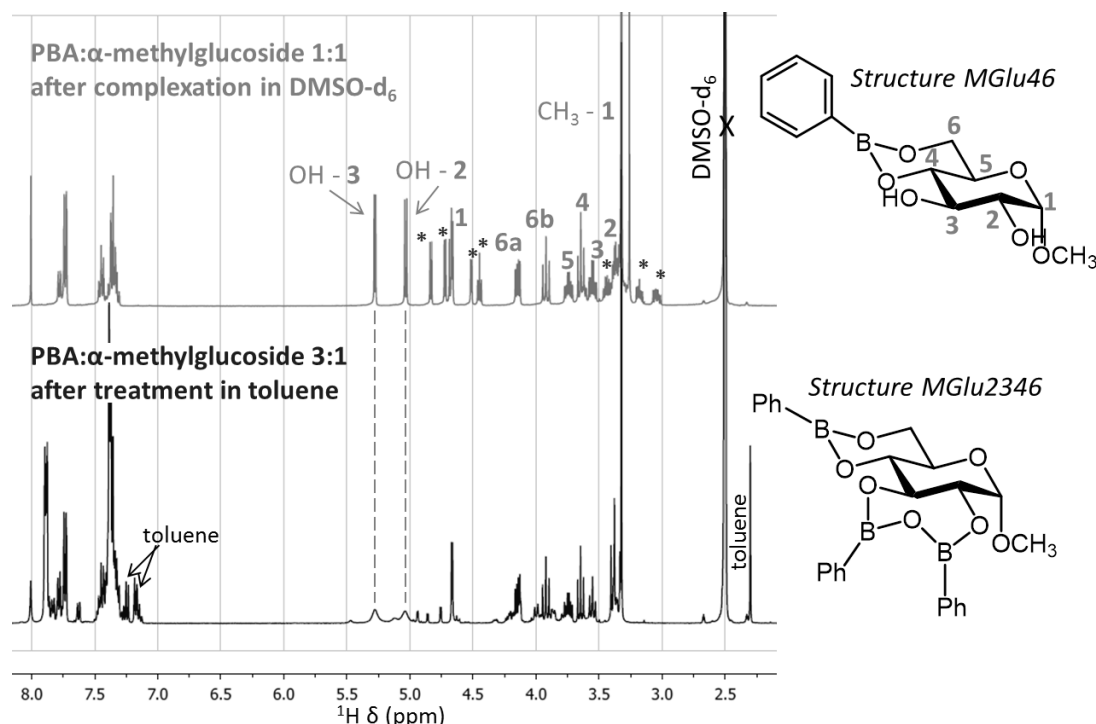 PBA:α-methylglucoside 1:1
after complexation in DMSO-d6
CH3 - 1
DMSO-d6
X
OH - 3
OH - 2
* * 1 * * 6a 6b 5 4 3 * 2 * *
Structure MGlu46
B O O O
6 4 5 1 3 2
HO OH OCH3
PBA:α-methylglucoside 3:1
after treatment in toluene
toluene
toluene
Structure MGlu2346
Ph
B O O O
O O O OCH3
B B
Ph
Ph
8.0 7.5 7.0 6.5 6.0 5.5 5.0 4.5 4.0 3.5 3.0 2.5
1H δ (ppm)